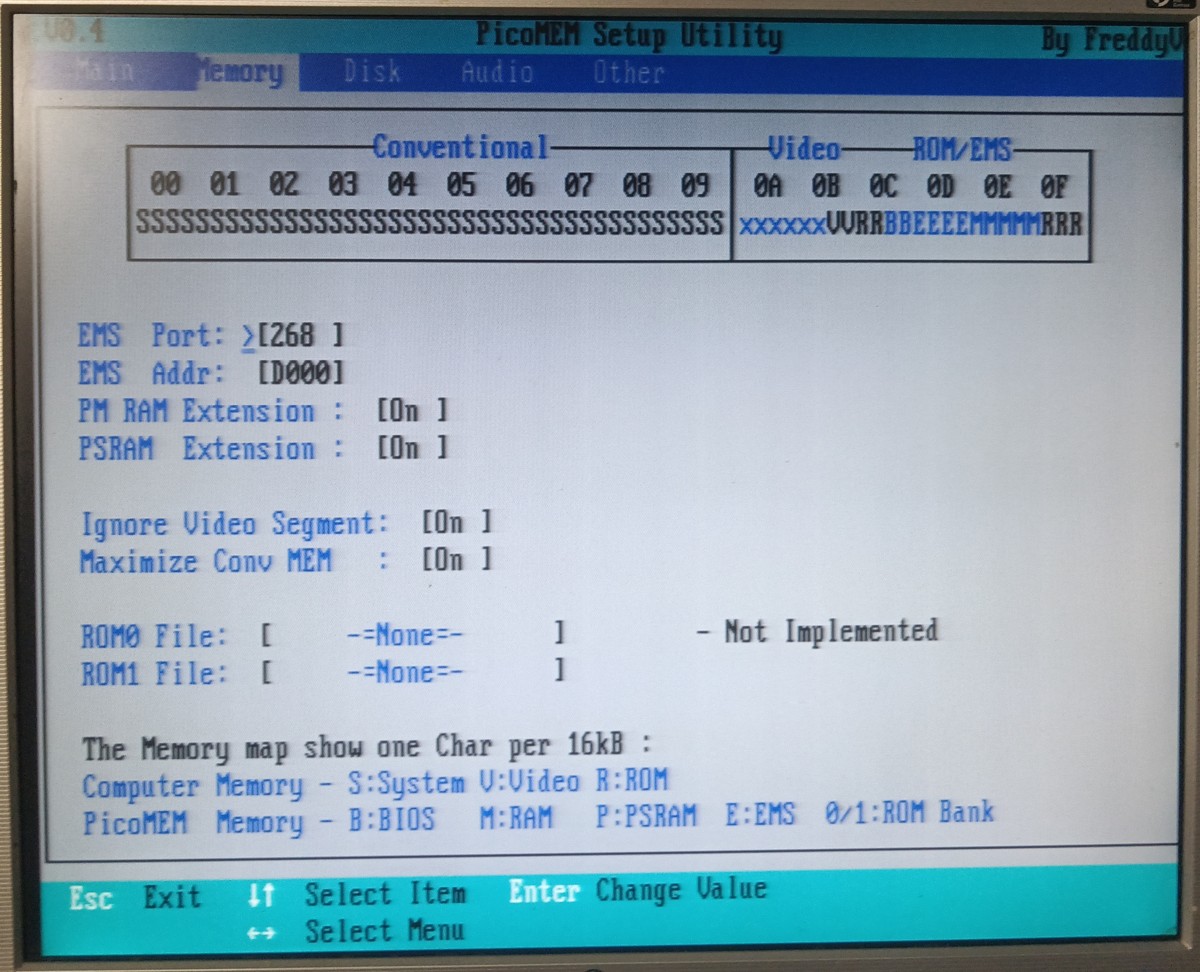 V0.4 PicoMEM Setup Utility By FreddyV
Main Memory Disk Audio Other
Conventional Video ROM/EMS
00 01 02 03 04 05 06 07 08 09 0A 0B 0C 0D 0E 0F
SSSSSSSSSSSSSSSSSSSSSSSSSSSSSSSSSSSSSSSS xxxxxxVVRRBBEEEEMMMMMRRR
EMS Port: >[268 ]
EMS Addr: [D000]
PM RAM Extension : [On ]
PSRAM Extension : [On ]
Ignore Video Segment: [On ]
Maximize Conv MEM : [On ]
ROM0 File: [ -=None=- ] - Not Implemented
ROM1 File: [ -=None=- ]
The Memory map show one Char per 16kB :
Computer Memory - S:System V:Video R:ROM
PicoMEM Memory - B:BIOS M:RAM P:PSRAM E:EMS 0/1:ROM Bank
Esc Exit ↓↑ Select Item Enter Change Value
↔ Select Menu